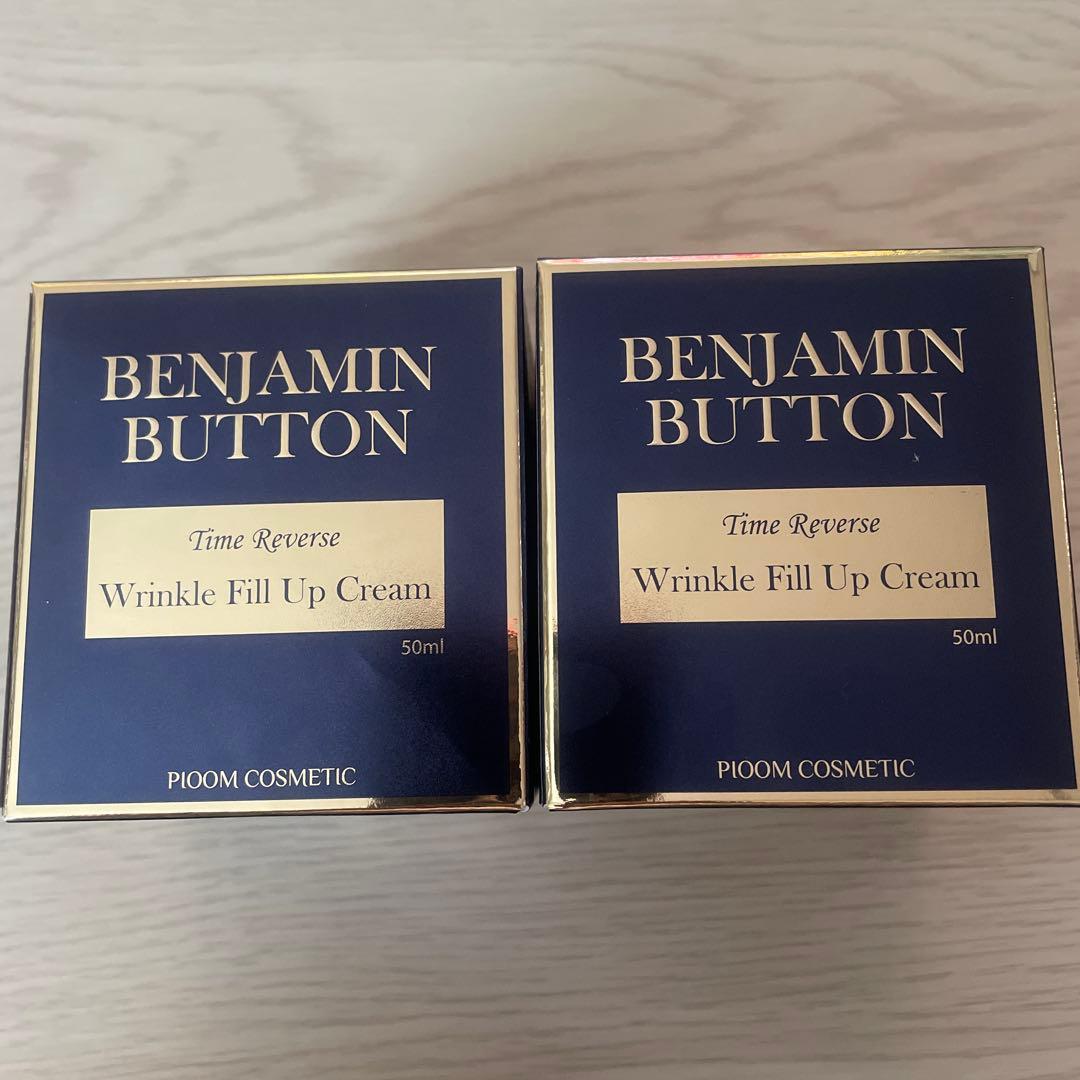 BENJAMIN
BUTTON
Time Reverse
Wrinkle Fill Up Cream
50ml
PIOOM COSMETIC
BENJAMIN
BUTTON
Time Reverse
Wrinkle Fill Up Cream
50ml
PIOOM COSMETIC